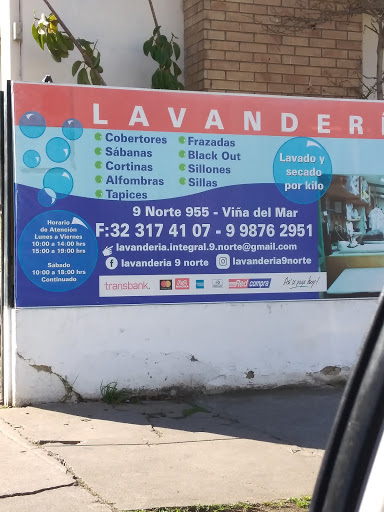 LAVANDERÍ
Cobertores
Sábanas
Cortinas
Alfombras
Tapices
Frazadas
Black Out
Sillones
Sillas
Lavado y
secado
por kilo
9 Norte 955 - Viña del Mar
F:32 317 41 07 - 9 9876 2951
lavanderia.integral.9.norte@gmail.com
lavanderia 9 norte
lavanderia9norte
Horario
de Atención
Lunes a Viernes
10:00 a 14:00 hrs
15:00 a 19:00 hrs
Sábado
10:00 a 18:00 hrs
Continuado
transbank.
Redcompra